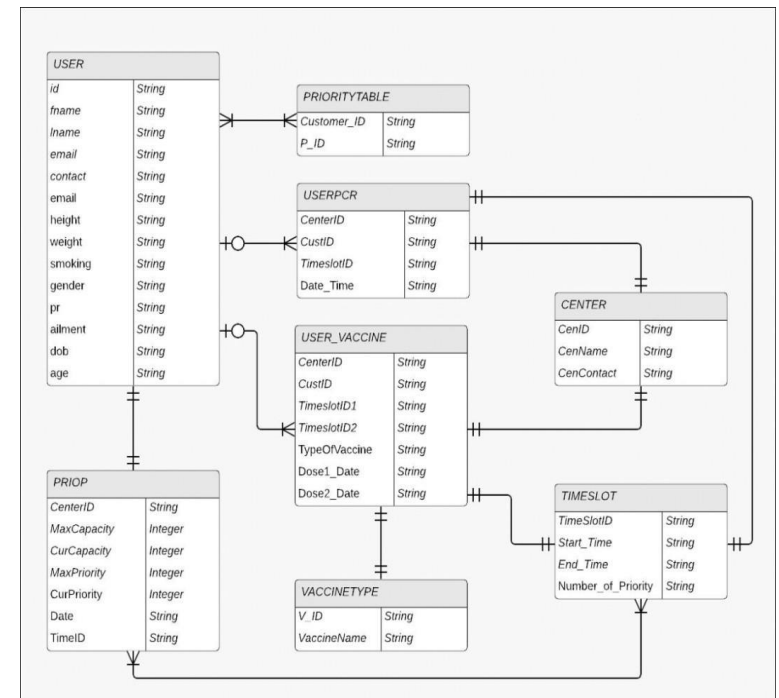 USER
id String
fname String
lname String
email String
contact String
email String
height String
weight String
smoking String
gender String
pr String
ailment String
dob String
age String
PRIORITYTABLE
Customer_ID String
P_ID String
USERPCR
CenterID String
CustID String
TimeslotID String
Date_Time String
CENTER
CenID String
CenName String
CenContact String
USER_VACCINE
CenterID String
CustID String
TimeslotID1 String
TimeslotID2 String
TypeOfVaccine String
Dose1_Date String
Dose2_Date String
PRIOP
CenterID String
MaxCapacity Integer
CurCapacity Integer
MaxPriority Integer
CurPriority Integer
Date String
TimeID String
TIMESLOT
TimeSlotID String
Start_Time String
End_Time String
Number_of_Priority String
VACCINETYPE
V_ID String
VaccineName String